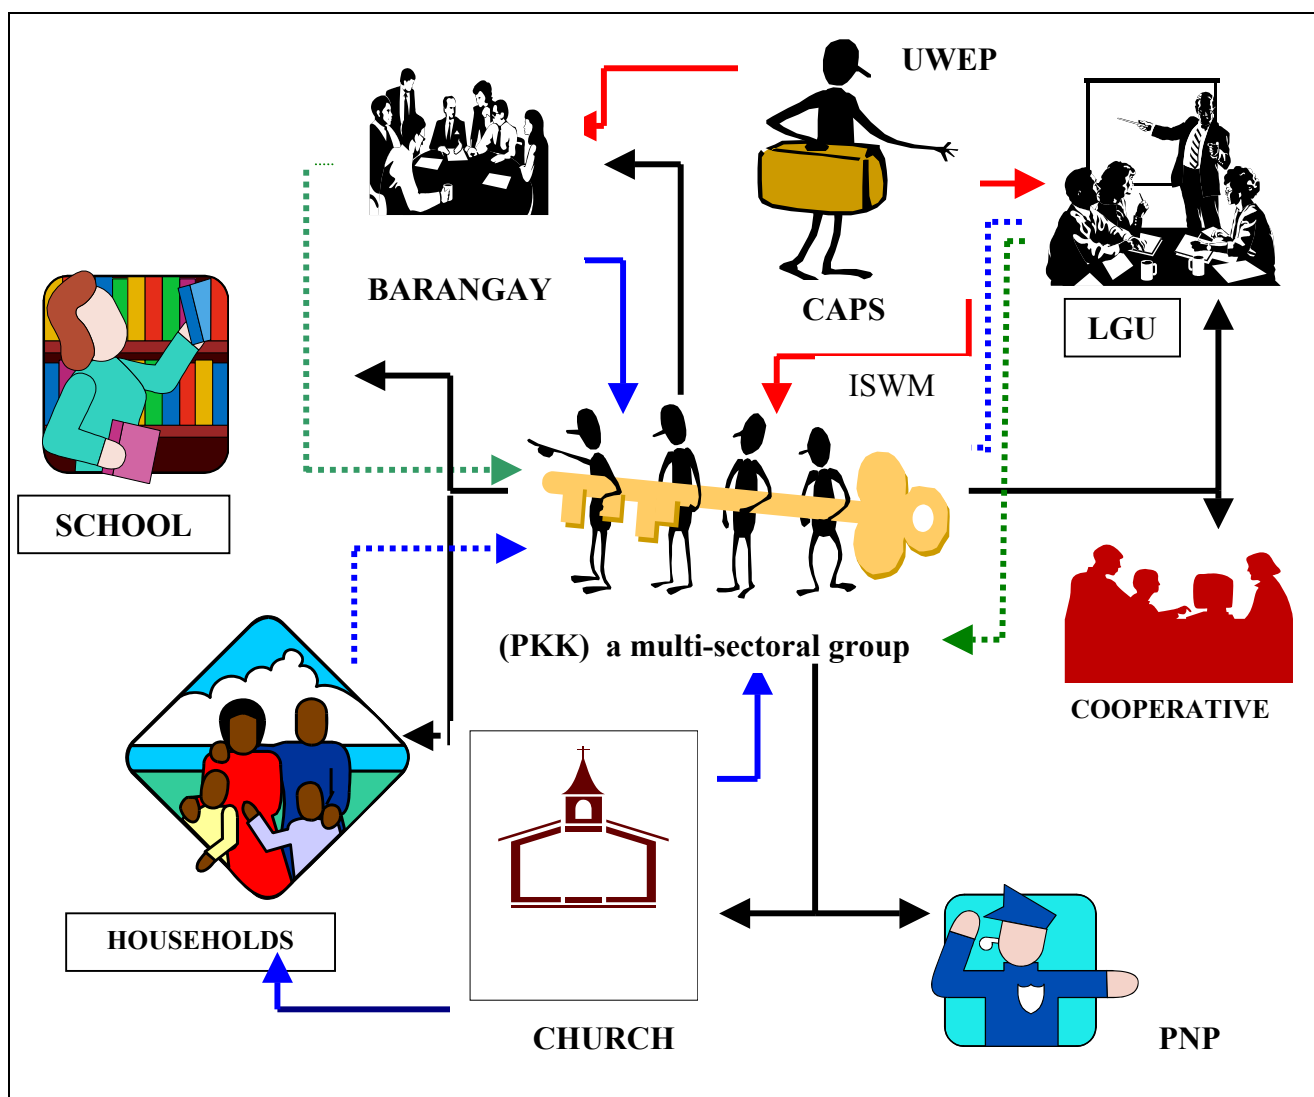 UWEP
BARANGAY
CAPS
LGU
ISWM
SCHOOL
(PKK) a multi-sectoral group
COOPERATIVE
HOUSEHOLDS
CHURCH
PNP